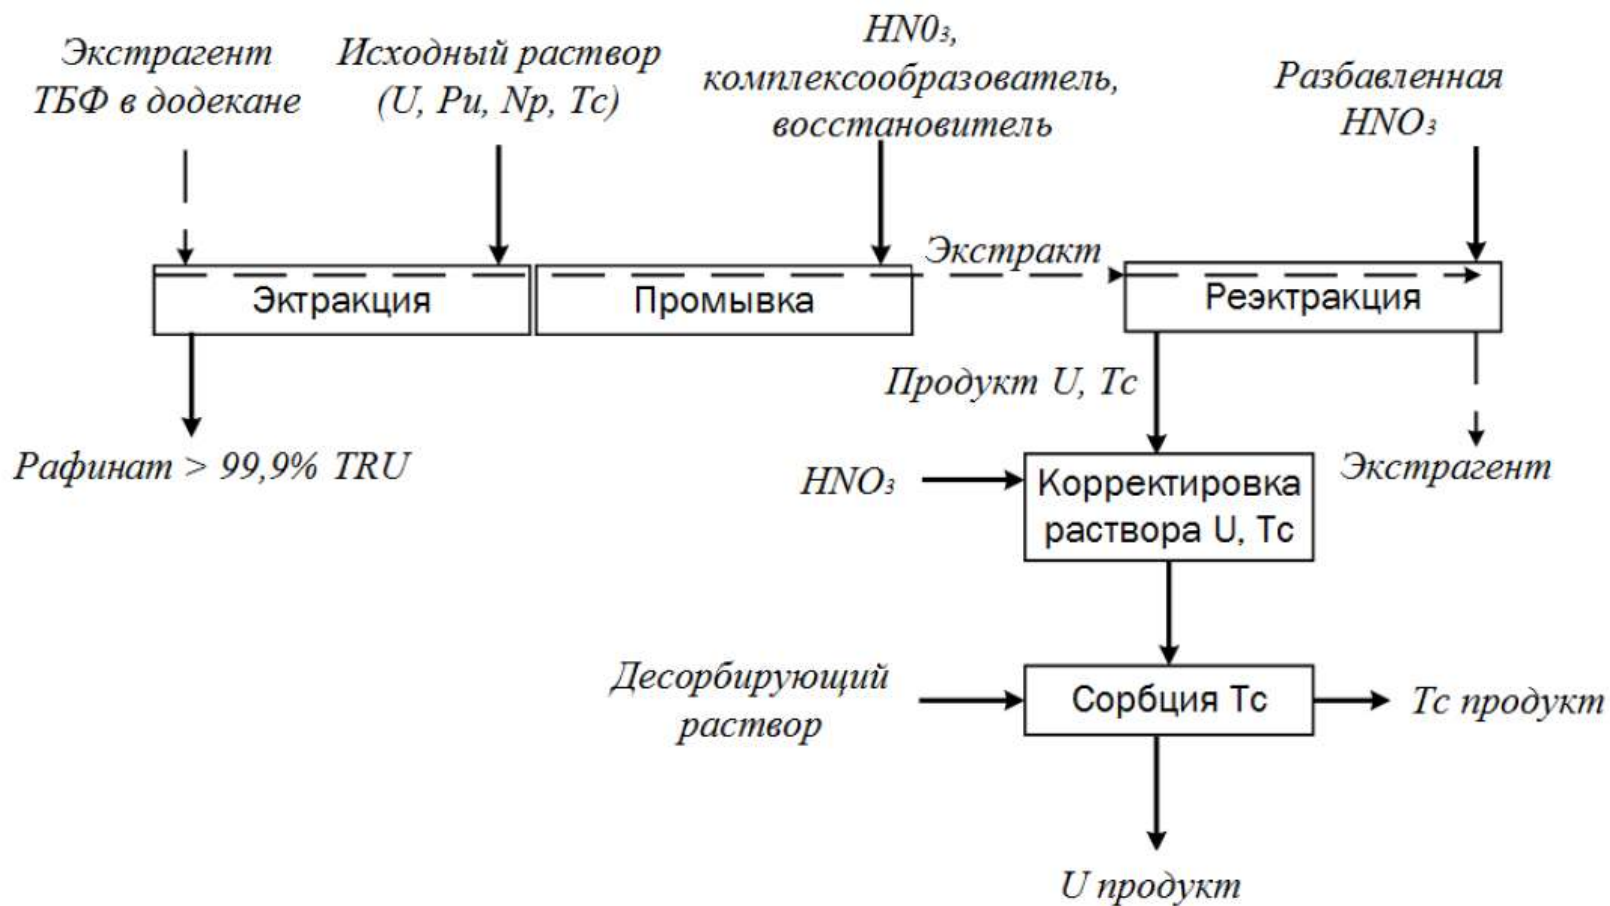 Экстрагент
ТБФ в додекане
Исходный раствор
(U, Pu, Np, Tc)
HN0₃,
комплексообразователь,
восстановитель
Разбавленная
HNO₃
Экстракт
Эктракция
Промывка
Реэктракция
Продукт U, Tc
Рафинат > 99,9% TRU
HNO₃
Корректировка
раствора U, Tc
Экстрагент
Десорбирующий
раствор
Сорбция Tc
Tc продукт
U продукт